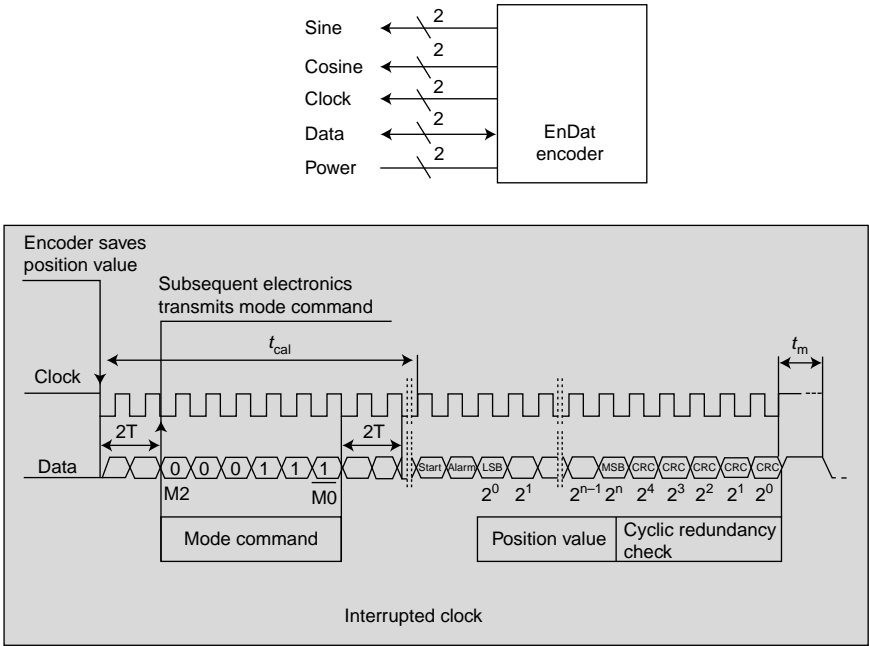 Sine 2
Cosine 2
Clock 2
Data 2
Power 2
EnDat
encoder
Encoder saves
position value
Subsequent electronics
transmits mode command
t_cal
t_m
Clock
2T 2T
Data 0 0 0 1 1 1 Start Alarm LSB MSB CRC CRC CRC CRC CRC
M2 M̅0̅ 2^0 2^1 2^{n–1} 2^n 2^4 2^3 2^2 2^1 2^0
Mode command
Position value
Cyclic redundancy
check
Interrupted clock